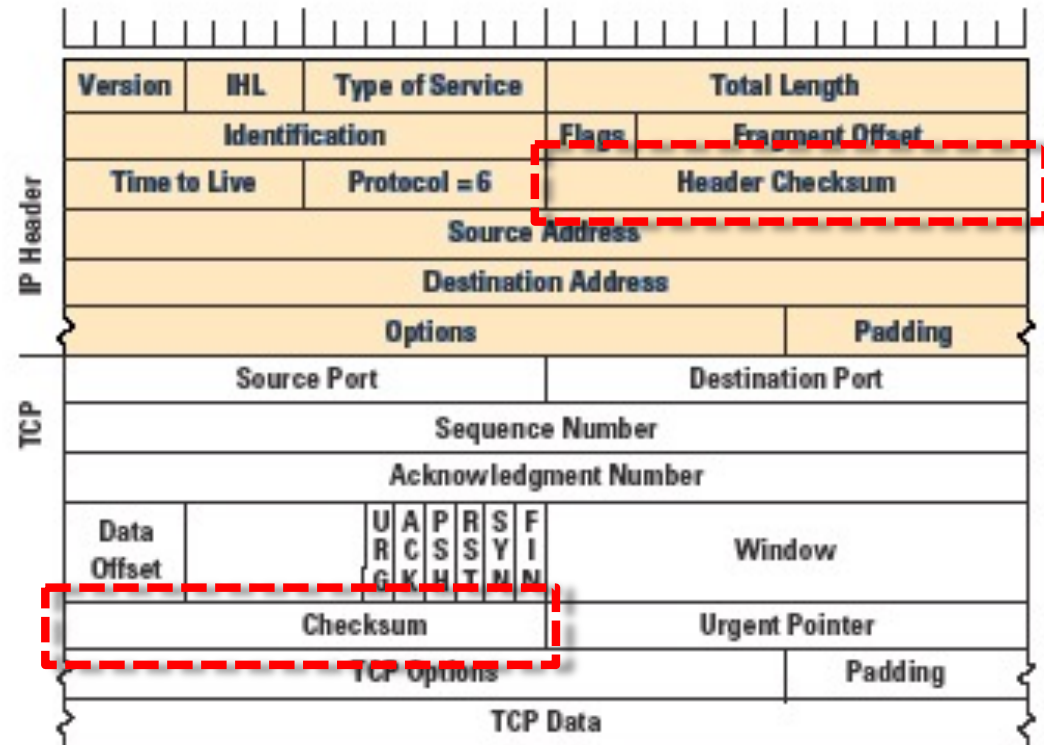 Version IHL Type of Service Total Length
Identification Flags Fragment Offset
Time to Live Protocol = 6 Header Checksum
Source Address
Destination Address
Options Padding
IP Header
Source Port Destination Port
Sequence Number
Acknowledgment Number
Data Offset URG ACK PSH RST SYN FIN Window
Checksum Urgent Pointer
TCP Options Padding
TCP Data
TCP